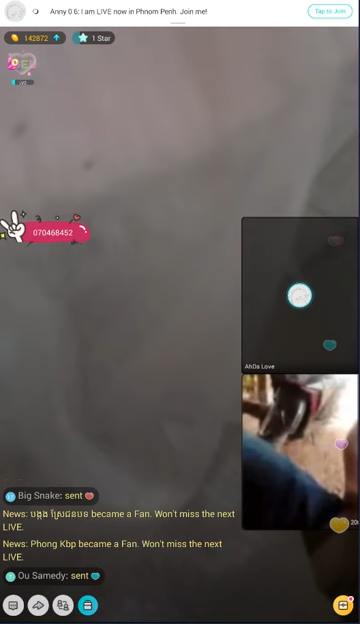 Anny 0 6: I am LIVE now in Phnom Penh. Join me!
Tap to Join
142872
1 Star
070468452
AhDa Love
Big Snake: sent
News: បង្អង ស្រែជនបទ became a Fan. Won't miss the next
LIVE.
News: Phong Kbp became a Fan. Won't miss the next
LIVE.
Ou Samedy: sent